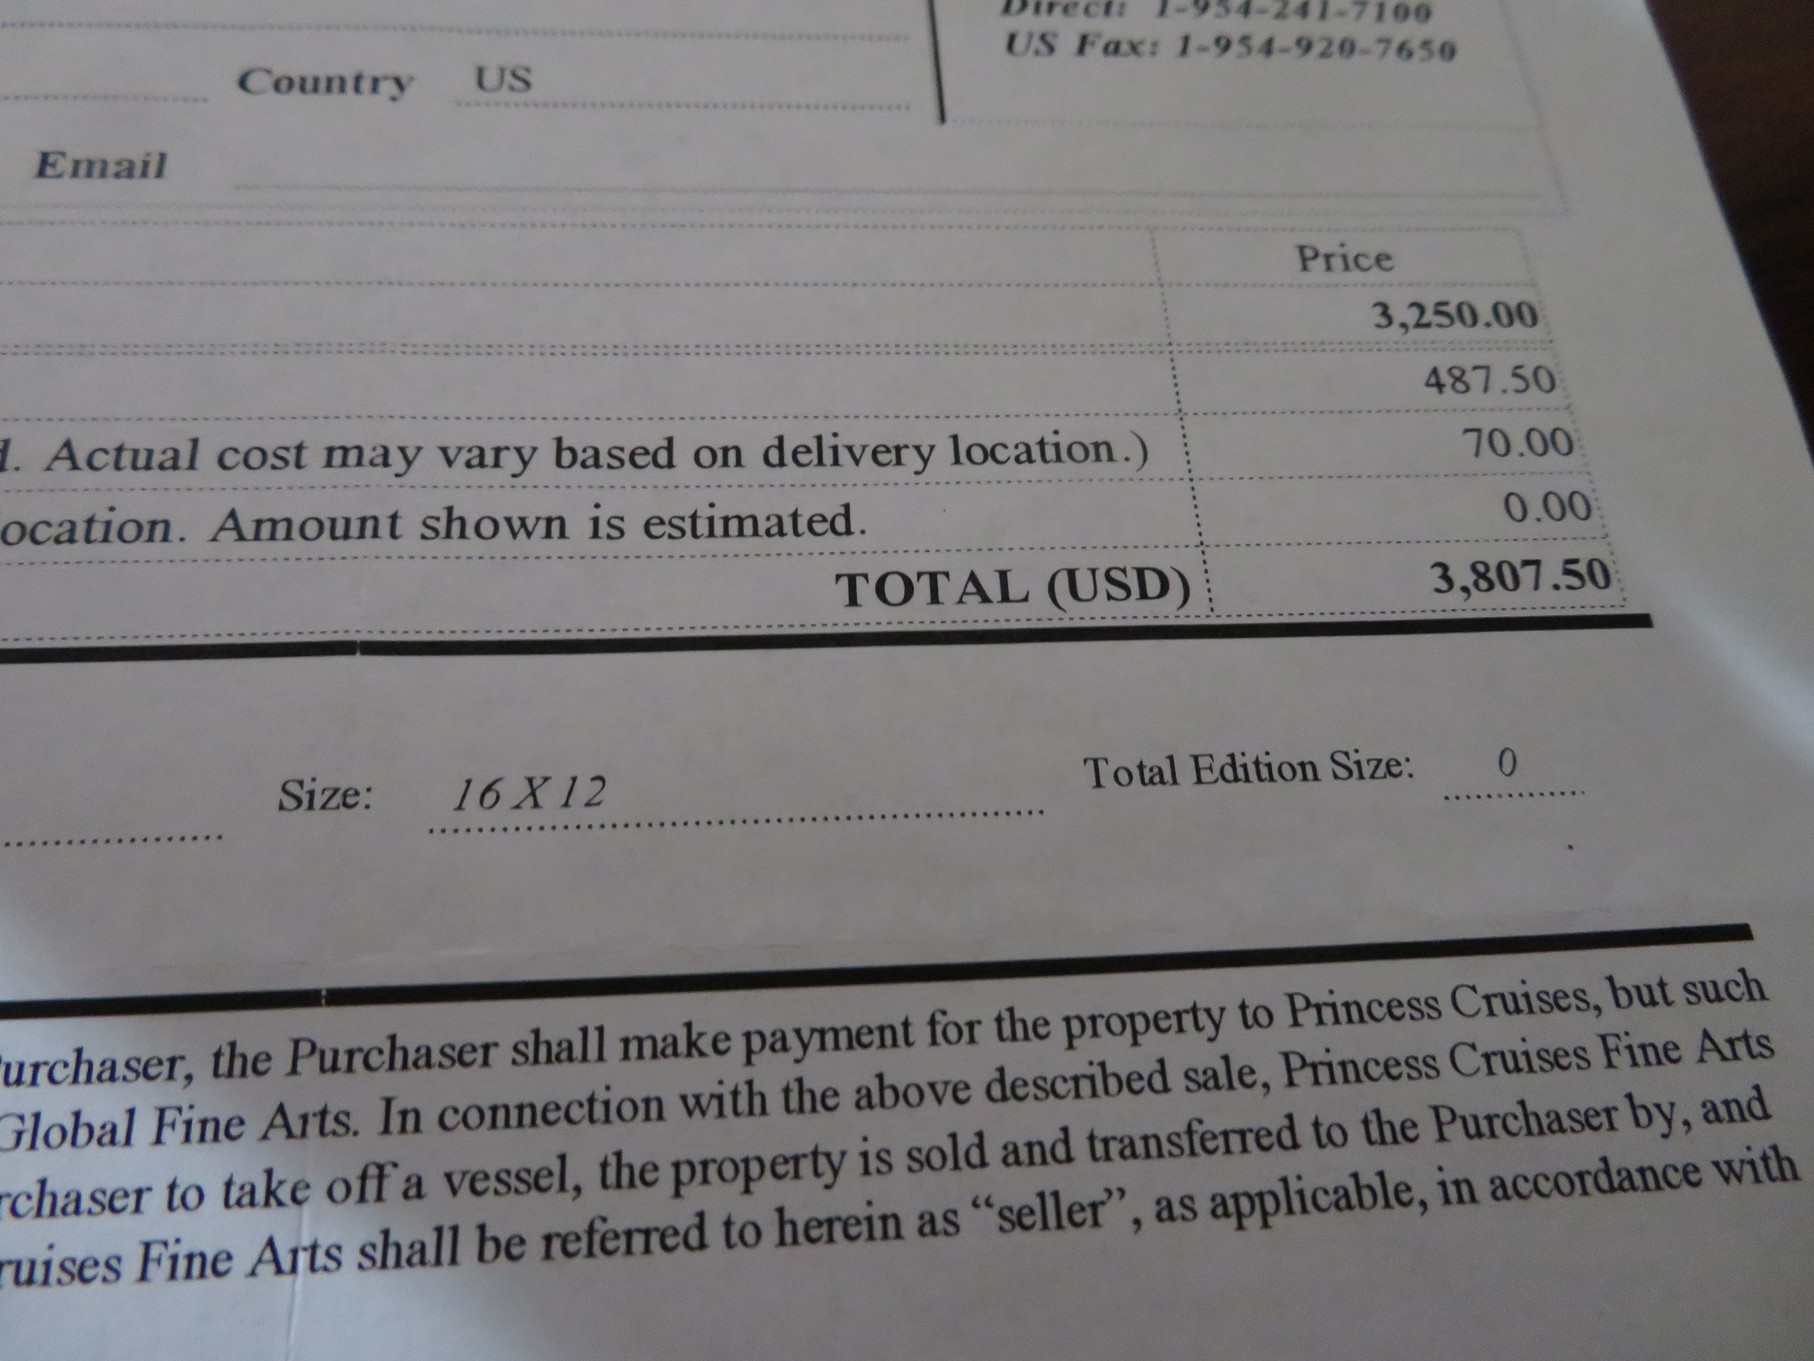 Direct: 1-954-241-7100
US Fax: 1-954-920-7650
Country US
Email
Price
3,250.00
487.50
. Actual cost may vary based on delivery location.) 70.00
ocation. Amount shown is estimated. 0.00
TOTAL (USD) 3,807.50
Size: 16 X 12 Total Edition Size: 0
urchaser, the Purchaser shall make payment for the property to Princess Cruises, but such
Global Fine Arts. In connection with the above described sale, Princess Cruises Fine Arts
rchaser to take off a vessel, the property is sold and transferred to the Purchaser by, and
ruises Fine Arts shall be referred to herein as “seller”, as applicable, in accordance with